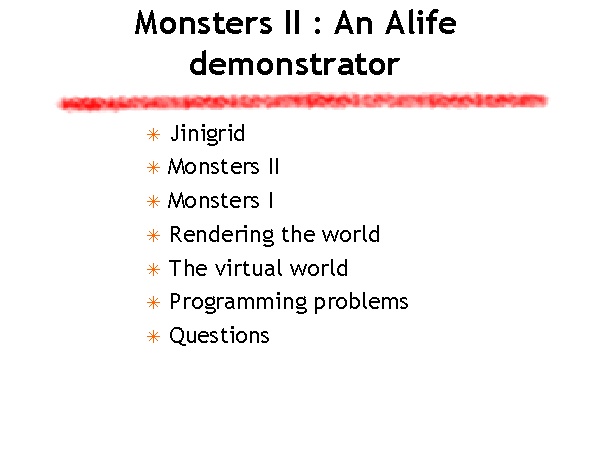 Monsters II : An Alife
demonstrator
Jinigrid
Monsters II
Monsters I
Rendering the world
The virtual world
Programming problems
Questions